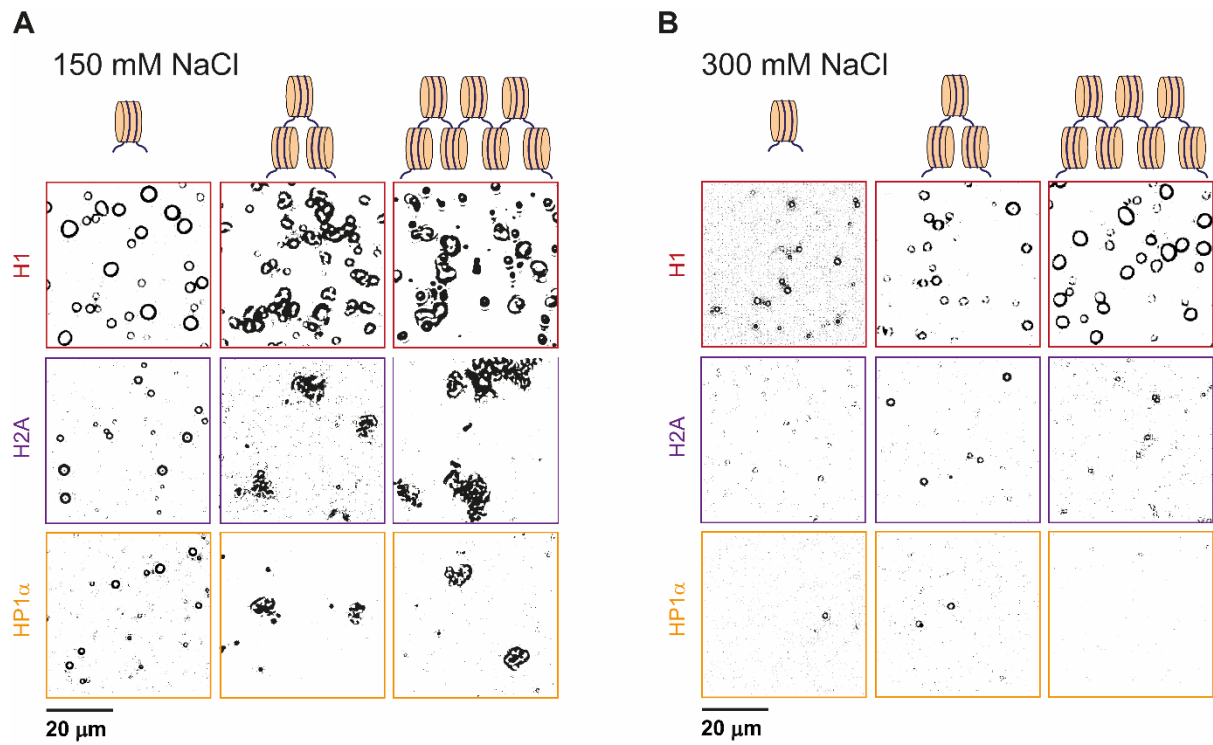 A
150 mM NaCl
H1
H2A
HP1α
20 μm
B
300 mM NaCl
H1
H2A
HP1α
20 μm